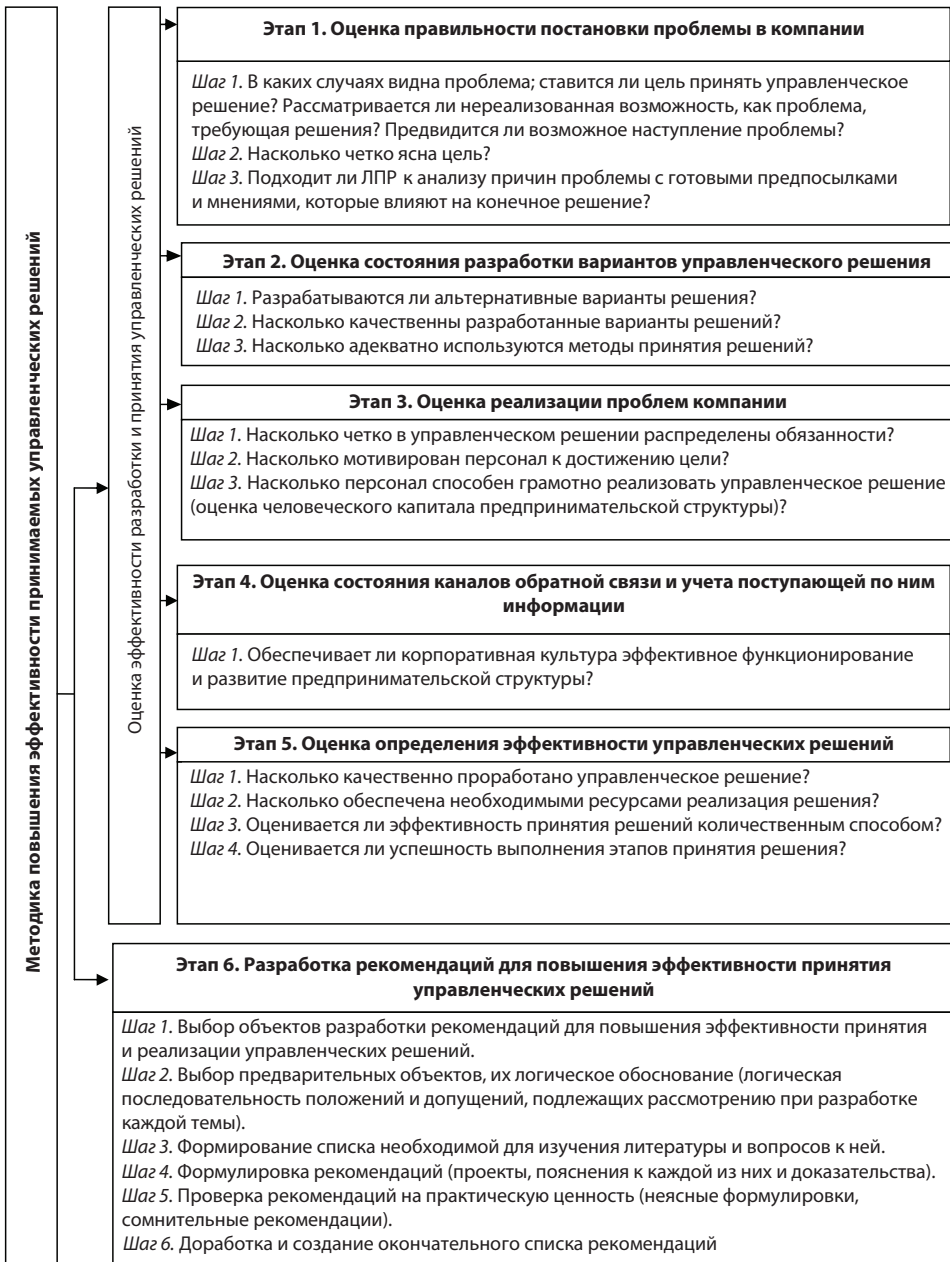 Методика повышения эффективности принимаемых управленческих решений
Оценка эффективности разработки и принятия управленческих решений
Этап 1. Оценка правильности постановки проблемы в компании
Шаг 1. В каких случаях видна проблема; ставится ли цель принять управленческое
решение? Рассматривается ли нереализованная возможность, как проблема,
требующая решения? Предвидится ли возможное наступление проблемы?
Шаг 2. Насколько четко ясна цель?
Шаг 3. Подходит ли ЛПР к анализу причин проблемы с готовыми предпосылками
и мнениями, которые влияют на конечное решение?
Этап 2. Оценка состояния разработки вариантов управленческого решения
Шаг 1. Разрабатываются ли альтернативные варианты решения?
Шаг 2. Насколько качественны разработанные варианты решений?
Шаг 3. Насколько адекватно используются методы принятия решений?
Этап 3. Оценка реализации проблем компании
Шаг 1. Насколько четко в управленческом решении распределены обязанности?
Шаг 2. Насколько мотивирован персонал к достижению цели?
Шаг 3. Насколько персонал способен грамотно реализовать управленческое решение
(оценка человеческого капитала предпринимательской структуры)?
Этап 4. Оценка состояния каналов обратной связи и учета поступающей по ним
информации
Шаг 1. Обеспечивает ли корпоративная культура эффективное функционирование
и развитие предпринимательской структуры?
Этап 5. Оценка определения эффективности управленческих решений
Шаг 1. Насколько качественно проработано управленческое решение?
Шаг 2. Насколько обеспечена необходимыми ресурсами реализация решения?
Шаг 3. Оценивается ли эффективность принятия решений количественным способом?
Шаг 4. Оценивается ли успешность выполнения этапов принятия решения?
Этап 6. Разработка рекомендаций для повышения эффективности принятия
управленческих решений
Шаг 1. Выбор объектов разработки рекомендаций для повышения эффективности принятия
и реализации управленческих решений.
Шаг 2. Выбор предварительных объектов, их логическое обоснование (логическая
последовательность положений и допущений, подлежащих рассмотрению при разработке
каждой темы).
Шаг 3. Формирование списка необходимой для изучения литературы и вопросов к ней.
Шаг 4. Формулировка рекомендаций (проекты, пояснения к каждой из них и доказательства).
Шаг 5. Проверка рекомендаций на практическую ценность (неясные формулировки,
сомнительные рекомендации).
Шаг 6. Доработка и создание окончательного списка рекомендаций